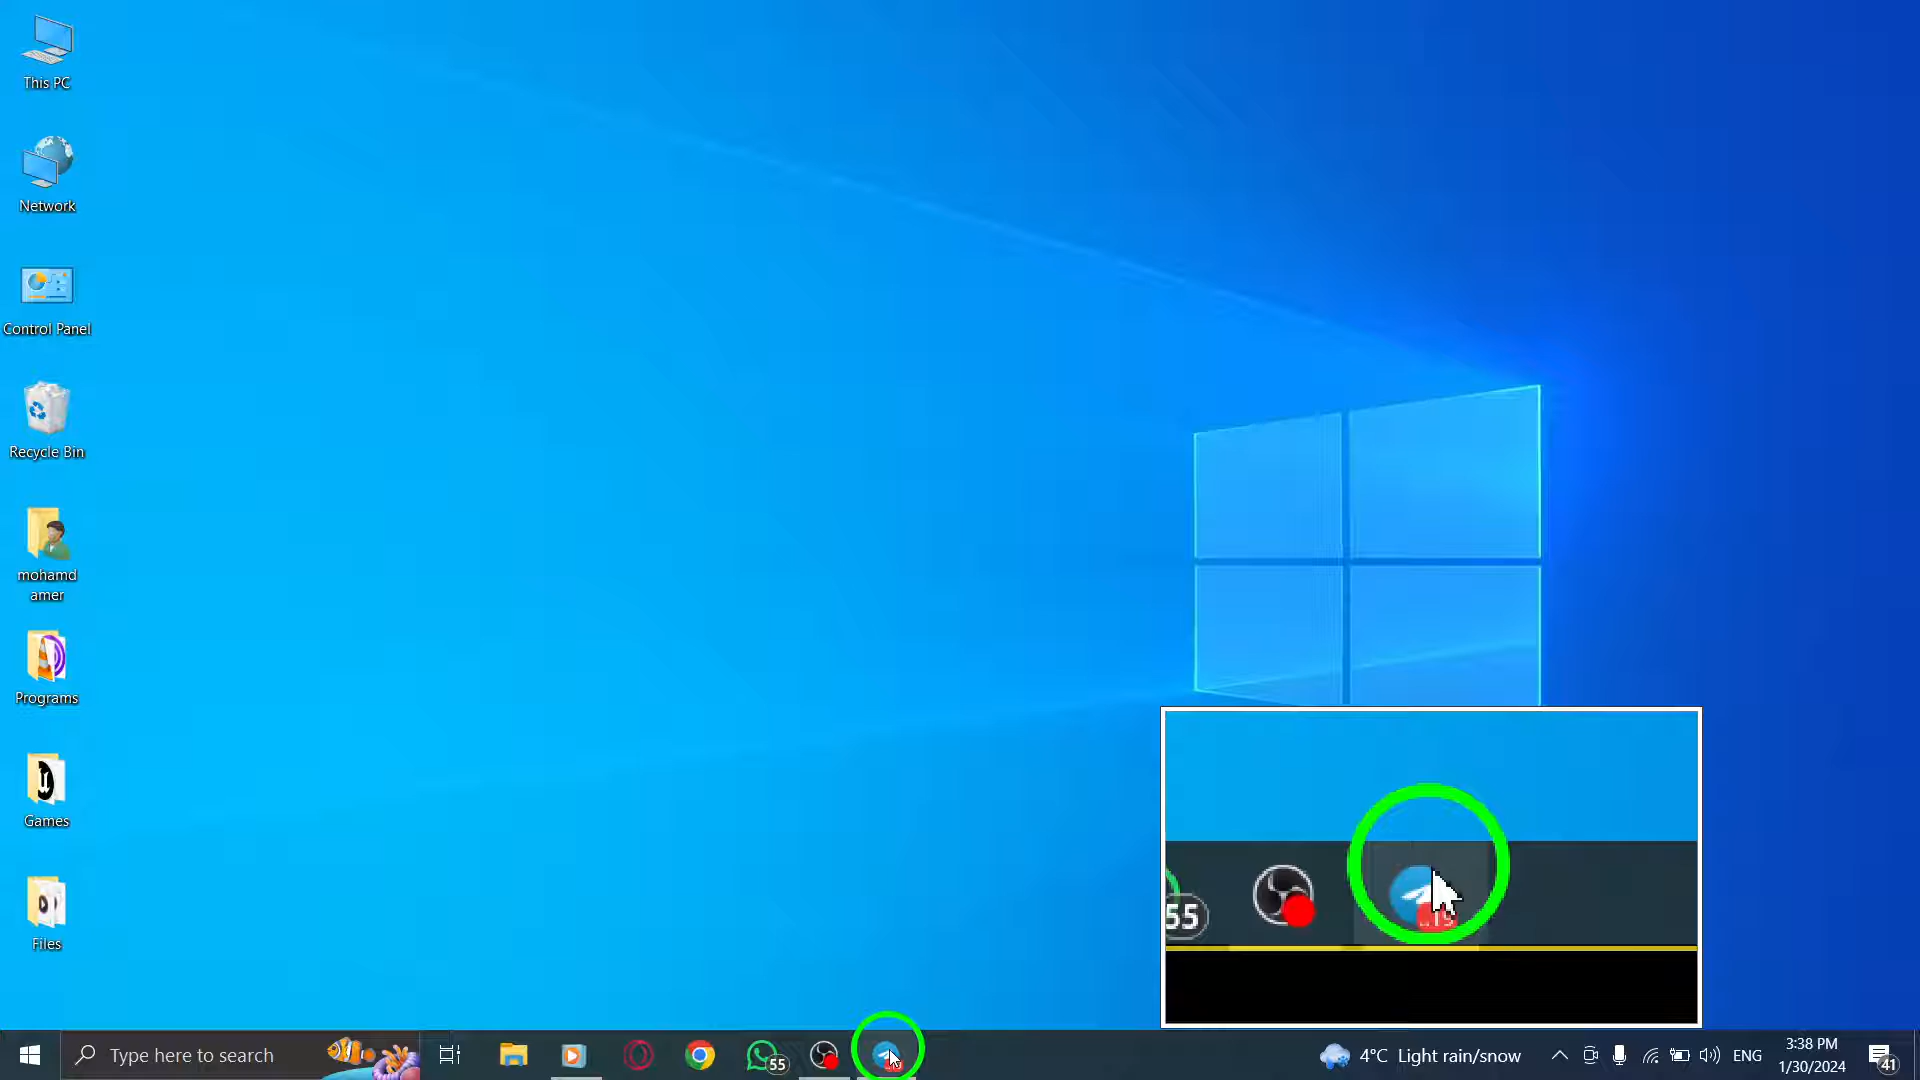 This PC
Network
Control Panel
Recycle Bin
mohamd
amer
Programs
Games
Files
55
Type here to search
55
4°C Light rain/snow
ENG
3:38 PM
1/30/2024
41